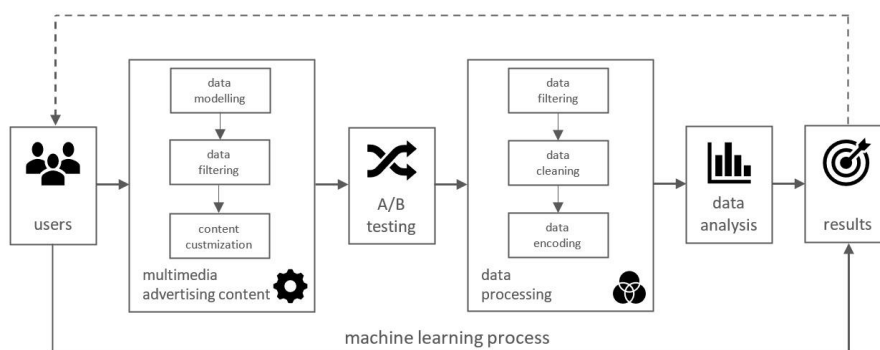 users
data
modelling
data
filtering
content
custmization
multimedia
advertising content
A/B
testing
data
filtering
data
cleaning
data
encoding
data
processing
data
analysis
results
machine learning process